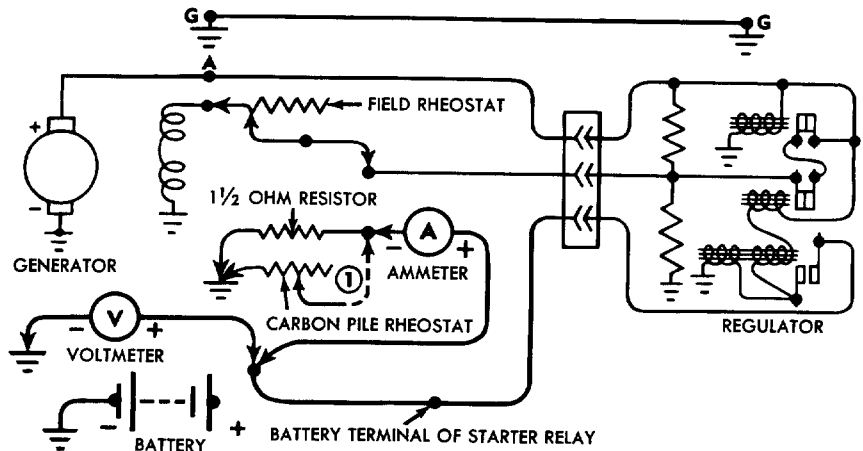 G G
A
FIELD RHEOSTAT
+
-
GENERATOR
1½ OHM RESISTOR
- A +
AMMETER
1
CARBON PILE RHEOSTAT
REGULATOR
- V +
VOLTMETER
- +
BATTERY
BATTERY TERMINAL OF STARTER RELAY